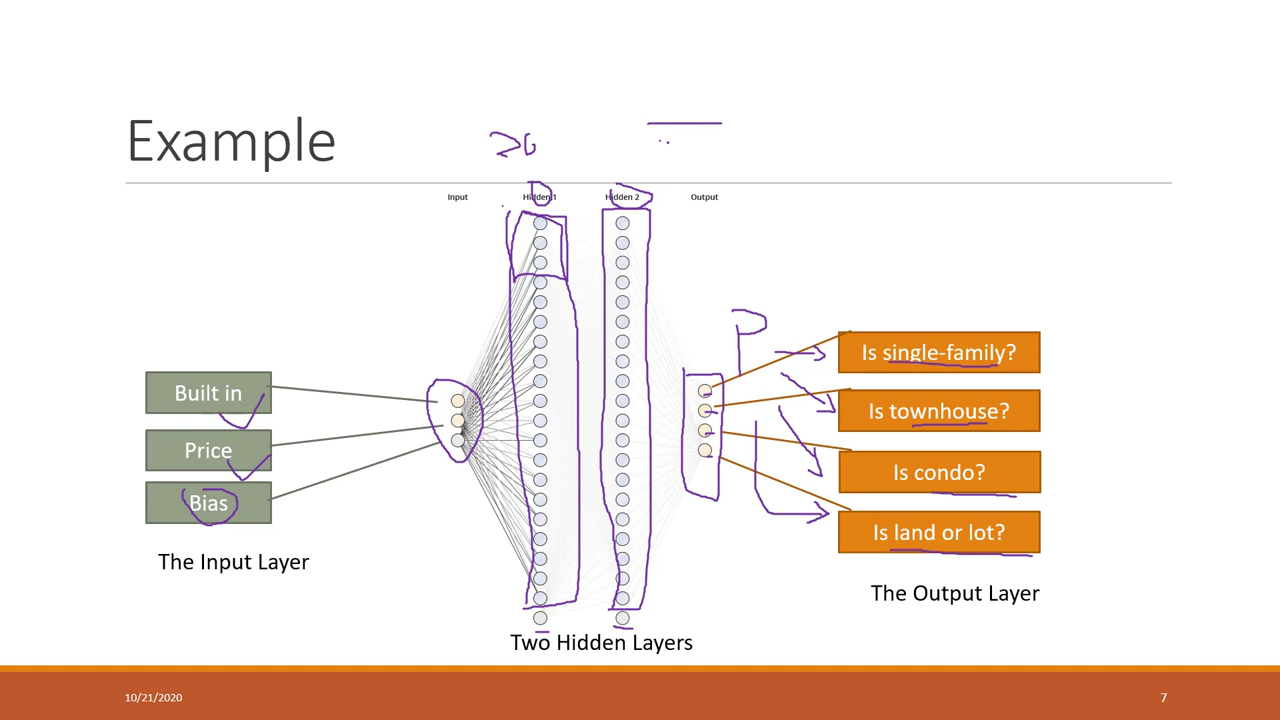 Example
Input
Hidden 1
Hidden 2
Output
Built in
Price
Bias
The Input Layer
Two Hidden Layers
P
Is single-family?
Is townhouse?
Is condo?
Is land or lot?
The Output Layer
10/21/2020
7